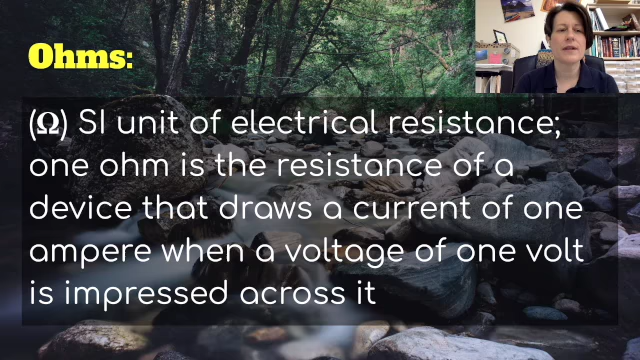 Ohms:
(Ω) SI unit of electrical resistance;
one ohm is the resistance of a
device that draws a current of one
ampere when a voltage of one volt
is impressed across it